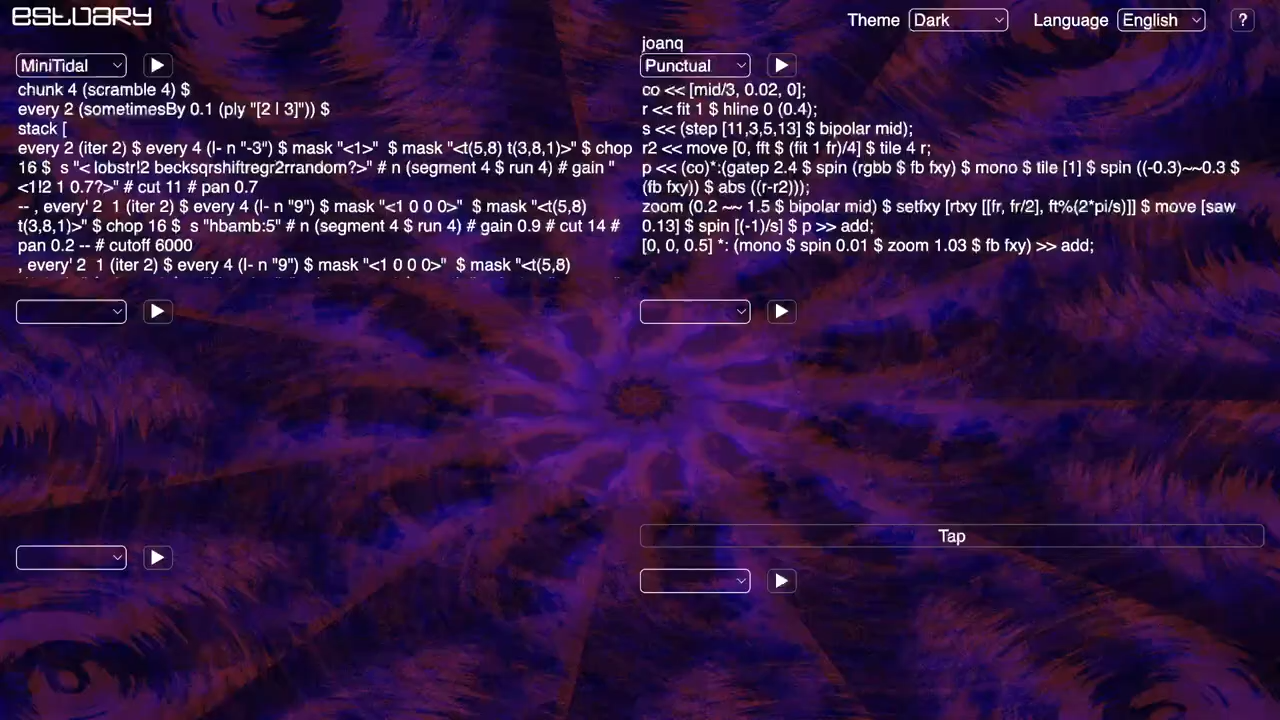 estuary
Theme Dark Language English ?
joanq
MiniTidal
chunk 4 (scramble 4) $
every 2 (sometimesBy 0.1 (ply "[2 | 3]")) $
stack [
every 2 (iter 2) $ every 4 (|- n "-3") $ mask "<1>" $ mask "<t(5,8) t(3,8,1)>" $ chop
16 $ s "< lobstr!2 becksqrshiftregr2rrandom?>" # n (segment 4 $ run 4) # gain "
<1!2 1 0.7?>" # cut 11 # pan 0.7
-- , every' 2 1 (iter 2) $ every 4 (|- n "9") $ mask "<1 0 0 0>" $ mask "<t(5,8)
t(3,8,1)>" $ chop 16 $ s "hbamb:5" # n (segment 4 $ run 4) # gain 0.9 # cut 14 #
pan 0.2 -- # cutoff 6000
, every' 2 1 (iter 2) $ every 4 (|- n "9") $ mask "<1 0 0 0>" $ mask "<t(5,8)
Punctual
co << [mid/3, 0.02, 0];
r << fit 1 $ hline 0 (0.4);
s << (step [11,3,5,13] $ bipolar mid);
r2 << move [0, fft $ (fit 1 fr)/4] $ tile 4 r;
p << (co)*:(gatep 2.4 $ spin (rgbb $ fb fxy) $ mono $ tile [1] $ spin ((-0.3)~~0.3 $
(fb fxy)) $ abs ((r-r2)));
zoom (0.2 ~~ 1.5 $ bipolar mid) $ setfxy [rtxy [[fr, fr/2], ft%(2*pi/s)]] $ move [saw
0.13] $ spin [(-1)/s] $ p >> add;
[0, 0, 0.5] *: (mono $ spin 0.01 $ zoom 1.03 $ fb fxy) >> add;
Tap